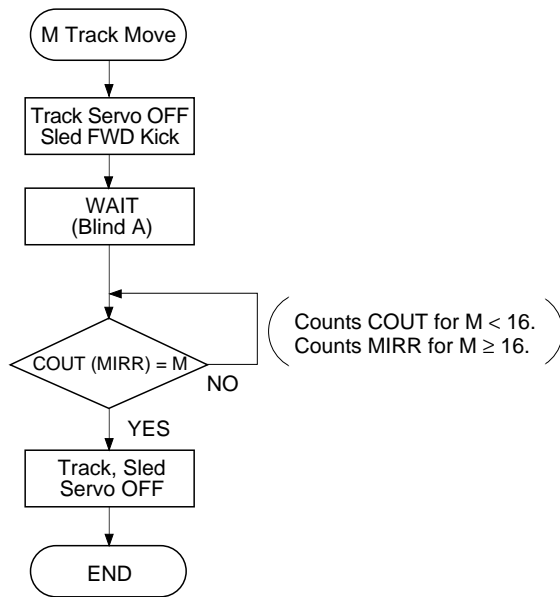 M Track Move
Track Servo OFF
Sled FWD Kick
WAIT
(Blind A)
COUT (MIRR) = M
NO
Counts COUT for M < 16.
Counts MIRR for M ≥ 16.
YES
Track, Sled
Servo OFF
END